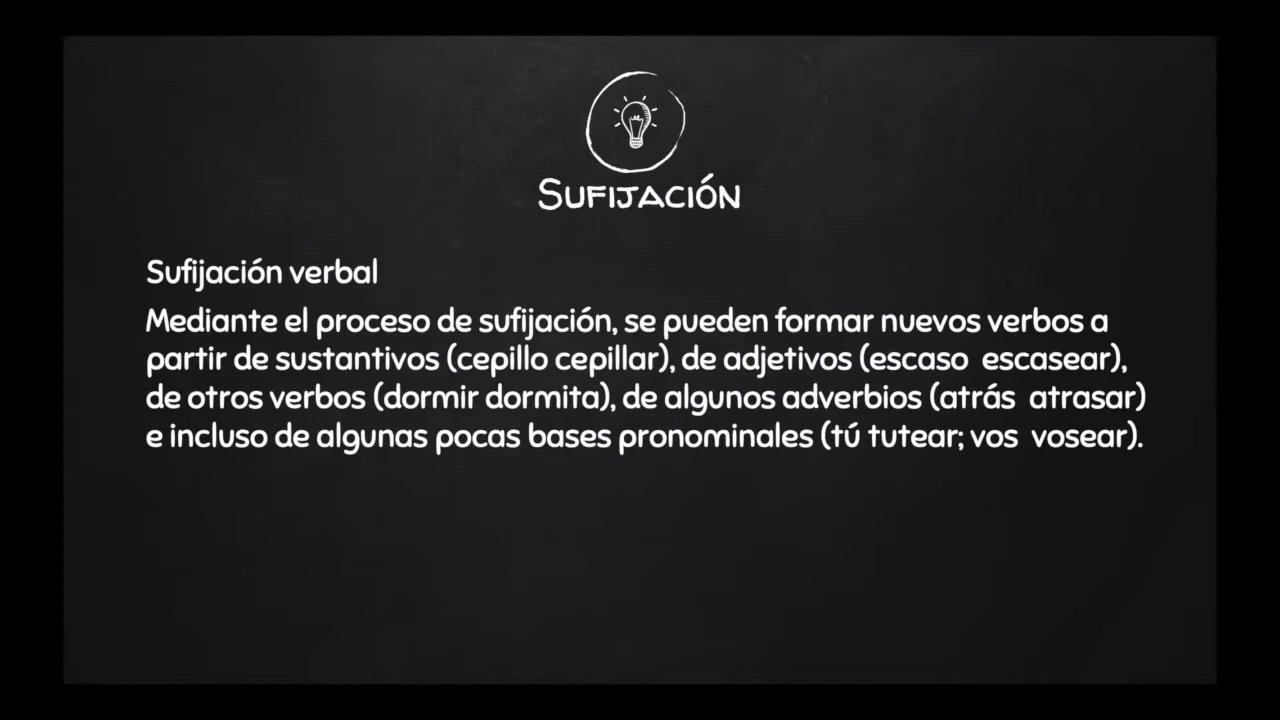 SUFIJACIÓN
Sufijación verbal
Mediante el proceso de sufijación, se pueden formar nuevos verbos a
partir de sustantivos (cepillo cepillar), de adjetivos (escaso escasear),
de otros verbos (dormir dormita), de algunos adverbios (atrás atrasar)
e incluso de algunas pocas bases pronominales (tú tutear; vos vosear).